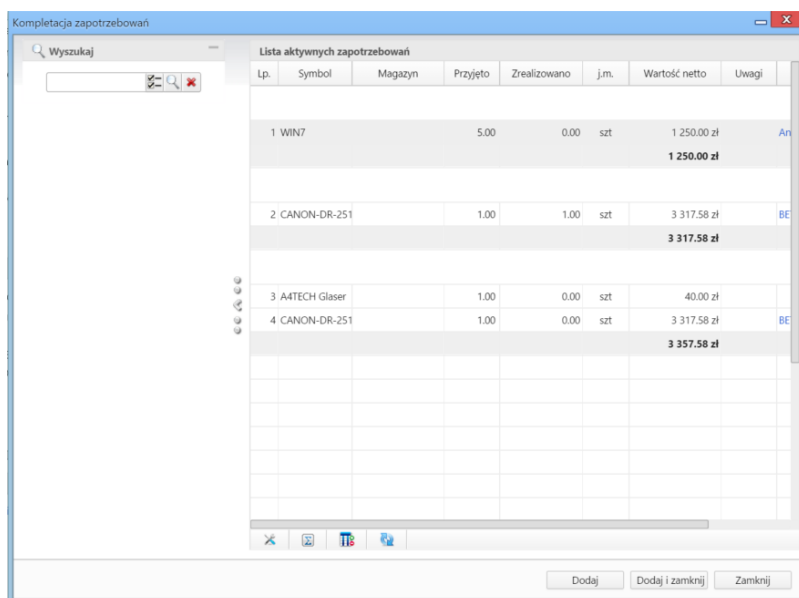 Kompletacja zapotrzebowań
Wyszukaj
Lista aktywnych zapotrzebowań
Lp. Symbol Magazyn Przyjęto Zrealizowano j.m. Wartość netto Uwagi
1 WIN7 5.00 0.00 szt 1 250.00 zł An
1 250.00 zł
2 CANON-DR-251 1.00 1.00 szt 3 317.58 zł BE
3 317.58 zł
3 A4TECH Glaser 1.00 0.00 szt 40.00 zł
4 CANON-DR-251 1.00 0.00 szt 3 317.58 zł BE
3 357.58 zł
Dodaj Dodaj i zamknij Zamknij